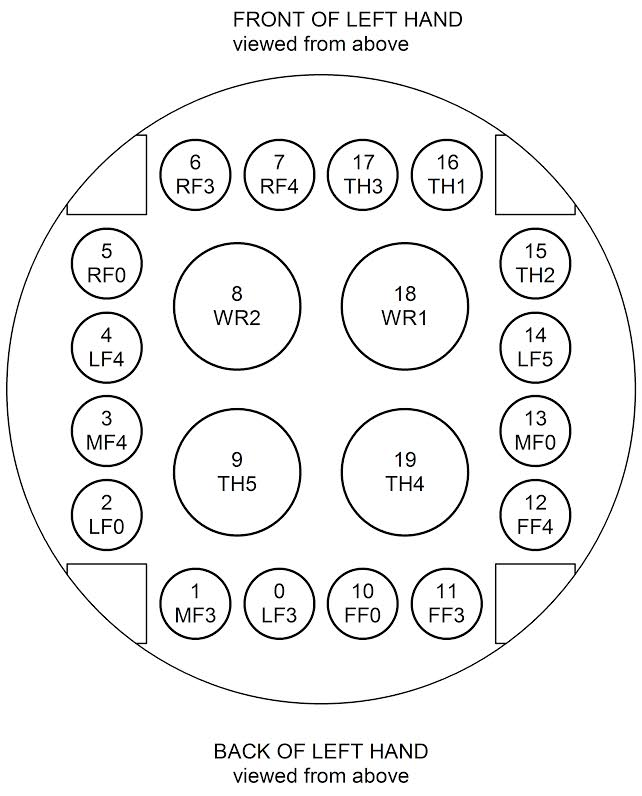 FRONT OF LEFT HAND
viewed from above
6
RF3
7
RF4
17
TH3
16
TH1
5
RF0
15
TH2
8
WR2
18
WR1
4
LF4
14
LF5
3
MF4
13
MF0
9
TH5
19
TH4
2
LF0
12
FF4
1
MF3
0
LF3
10
FF0
11
FF3
BACK OF LEFT HAND
viewed from above